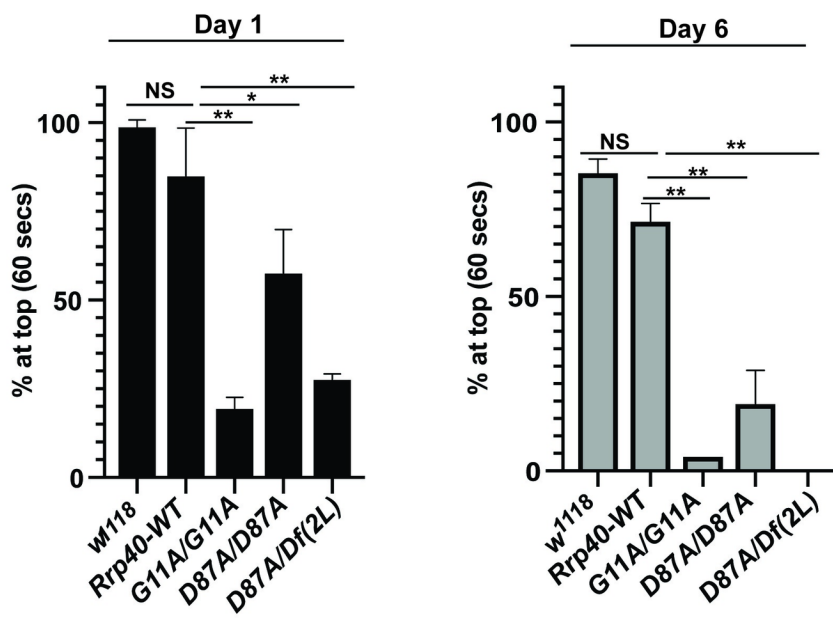 Day 1
**
NS
*
**
100
50
0
% at top (60 secs)
w1118
Rrp40-WT
G11A/G11A
D87A/D87A
D87A/Df(2L)
Day 6
NS
**
**
**
100
50
0
% at top (60 secs)
w1118
Rrp40-WT
G11A/G11A
D87A/D87A
D87A/Df(2L)